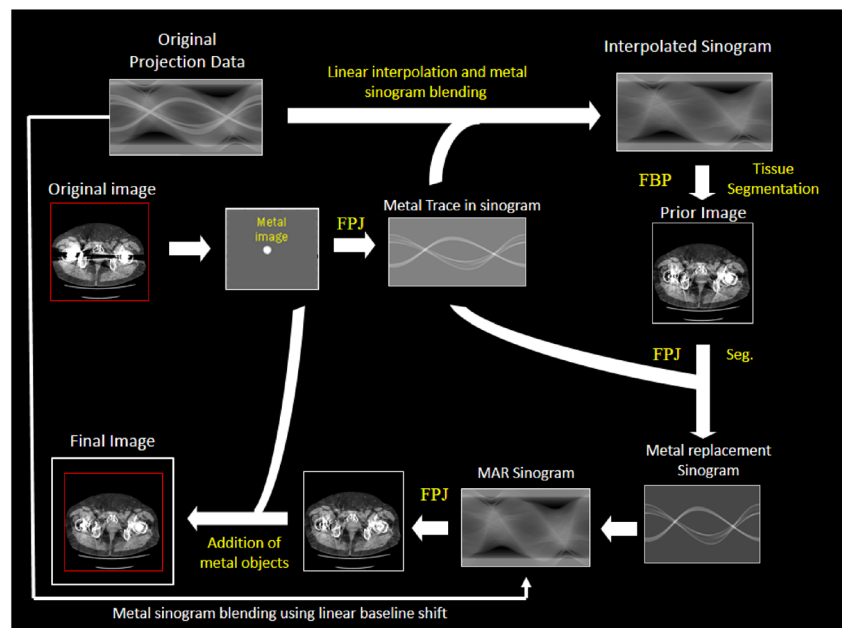 Original
Projection Data
Interpolated Sinogram
Linear interpolation and metal
sinogram blending
FBP
Tissue
Segmentation
Original image
Metal
image
FPJ
Metal Trace in sinogram
Prior Image
FPJ
Seg.
Final Image
Metal replacement
Sinogram
MAR Sinogram
FPJ
Addition of
metal objects
Metal sinogram blending using linear baseline shift